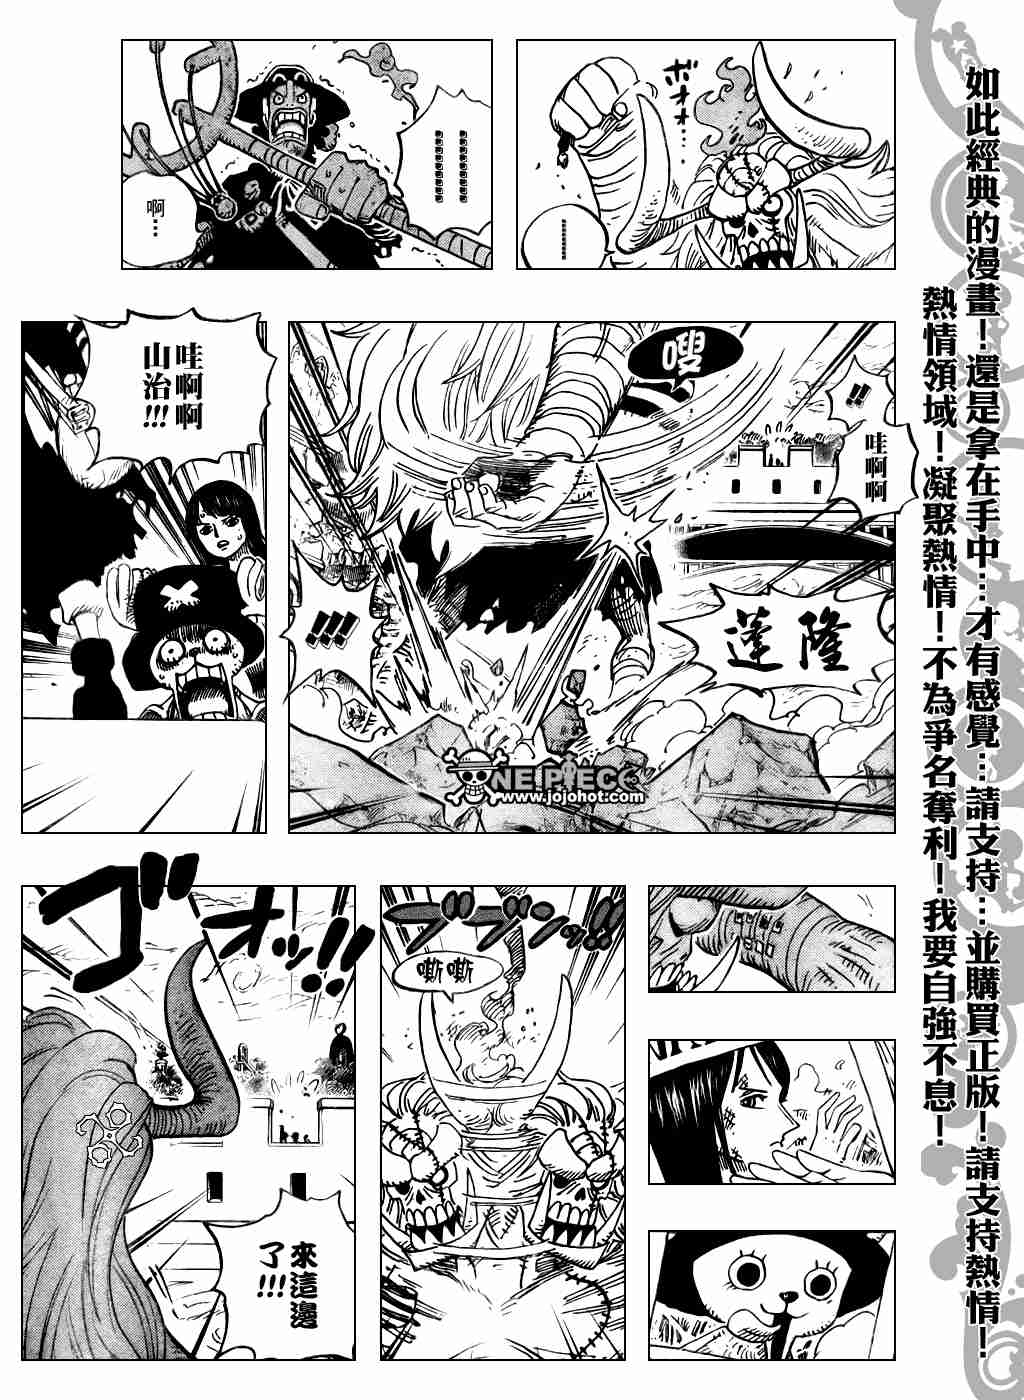 如此經典的漫畫！還是拿在手中…才有感覺…請支持…並購買正版！請支持熱情！
熱情領域！凝聚熱情！不為爭名奪利！我要自強不息！
ボオオ…
…………
啊…
嗖
!!
哇啊啊
隆
蓬
!!!!
哇啊啊
山治!!!
ONE PIECE
www.jojohot.com
ブブンッ!!
嘶嘶
ゴオッ!!
來這邊
了!!!